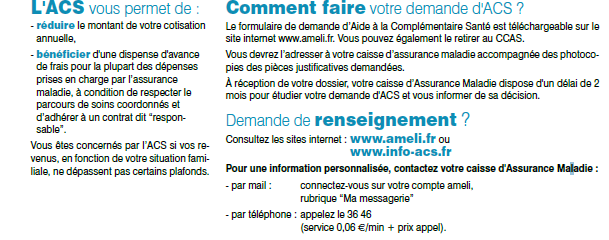 L'ACS vous permet de :
- réduire le montant de votre cotisation
annuelle,
- bénéficier d'une dispense d'avance
de frais pour la plupart des dépenses
prises en charge par l'assurance
maladie, à condition de respecter le
parcours de soins coordonnés et
d'adhérer à un contrat dit "respon-
sable".
Vous êtes concernés par l'ACS si vos re-
venus, en fonction de votre situation fami-
liale, ne dépassent pas certains plafonds.
Comment faire votre demande d'ACS ?
Le formulaire de demande d'Aide à la Complémentaire Santé est téléchargeable sur le
site internet www.ameli.fr. Vous pouvez également le retirer au CCAS.
Vous devrez l'adresser à votre caisse d'assurance maladie accompagnée des photoco-
pies des pièces justificatives demandées.
À réception de votre dossier, votre caisse d'Assurance Maladie dispose d'un délai de 2
mois pour étudier votre demande d'ACS et vous informer de sa décision.
Demande de renseignement ?
Consultez les sites internet : www.ameli.fr ou
www.info-acs.fr
Pour une information personnalisée, contactez votre caisse d'Assurance Maladie :
- par mail : connectez-vous sur votre compte ameli,
rubrique "Ma messagerie"
- par téléphone : appelez le 36 46
(service 0,06 €/min + prix appel).